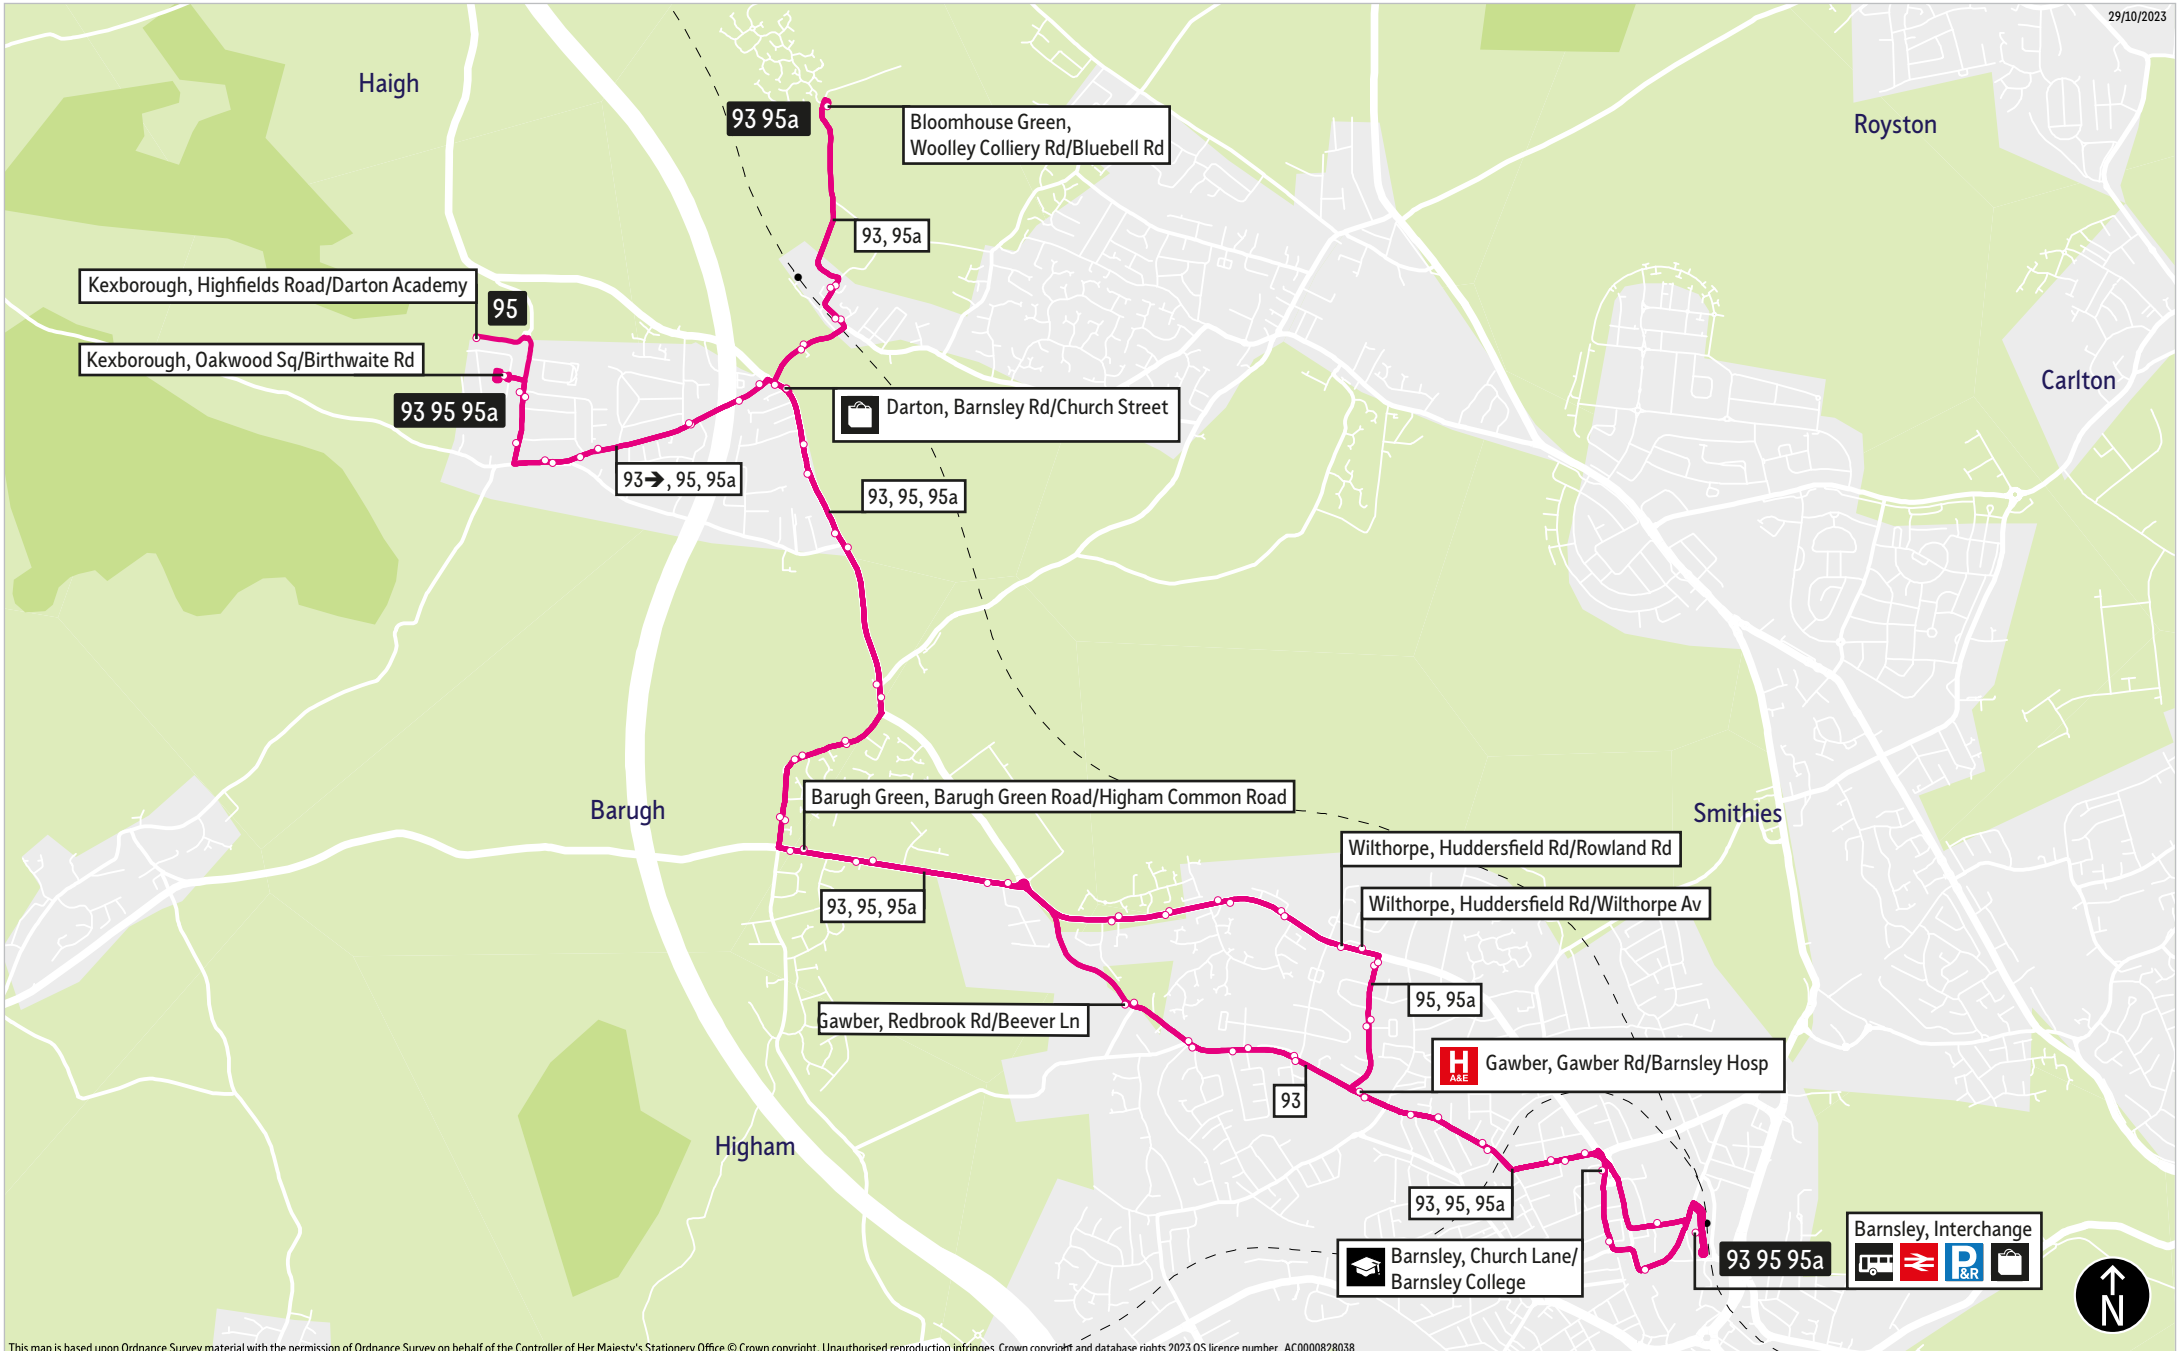 29/10/2023
Haigh
93 95a
Bloomhouse Green,
Woolley Colliery Rd/Bluebell Rd
Royston
93, 95a
Kexborough, Highfields Road/Darton Academy
95
Kexborough, Oakwood Sq/Birthwaite Rd
Carlton
93 95 95a
Darton, Barnsley Rd/Church Street
93➔, 95, 95a
93, 95, 95a
Barugh Green, Barugh Green Road/Higham Common Road
Barugh
Smithies
Wilthorpe, Huddersfield Rd/Rowland Rd
93, 95, 95a
Wilthorpe, Huddersfield Rd/Wilthorpe Av
95, 95a
Gawber, Redbrook Rd/Beever Ln
H
A&E
Gawber, Gawber Rd/Barnsley Hosp
93
Higham
93, 95, 95a
Barnsley, Church Lane/
Barnsley College
93 95 95a
Barnsley, Interchange
P
&R
N
This map is based upon Ordnance Survey material with the permission of Ordnance Survey on behalf of the Controller of Her Majesty's Stationery Office © Crown copyright. Unauthorised reproduction infringes Crown copyright and database rights 2023 OS licence number AC0000828038